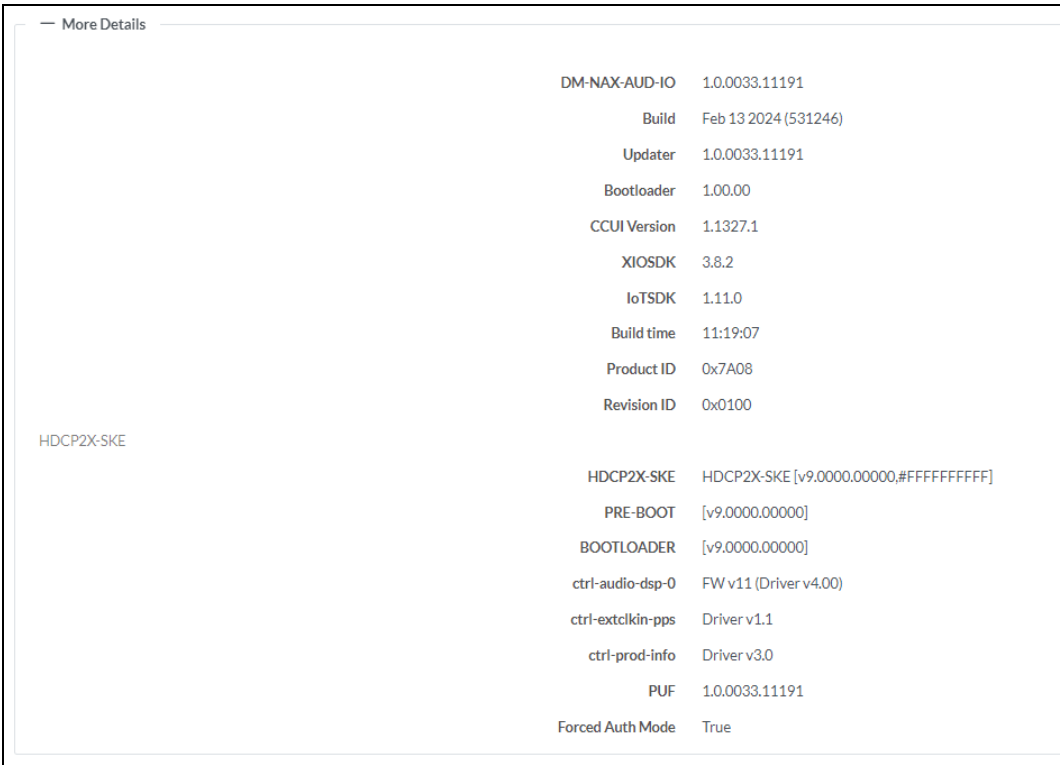 — More Details
DM-NAX-AUD-IO 1.0.0033.11191
Build Feb 13 2024 (531246)
Updater 1.0.0033.11191
Bootloader 1.00.00
CCUI Version 1.1327.1
XIOSDK 3.8.2
IoTSDK 1.11.0
Build time 11:19:07
Product ID 0x7A08
Revision ID 0x0100
HDCP2X-SKE
HDCP2X-SKE HDCP2X-SKE [v9.0000.00000,#FFFFFFFFFF]
PRE-BOOT [v9.0000.00000]
BOOTLOADER [v9.0000.00000]
ctrl-audio-dsp-0 FW v11 (Driver v4.00)
ctrl-extclkin-pps Driver v1.1
ctrl-prod-info Driver v3.0
PUF 1.0.0033.11191
Forced Auth Mode True